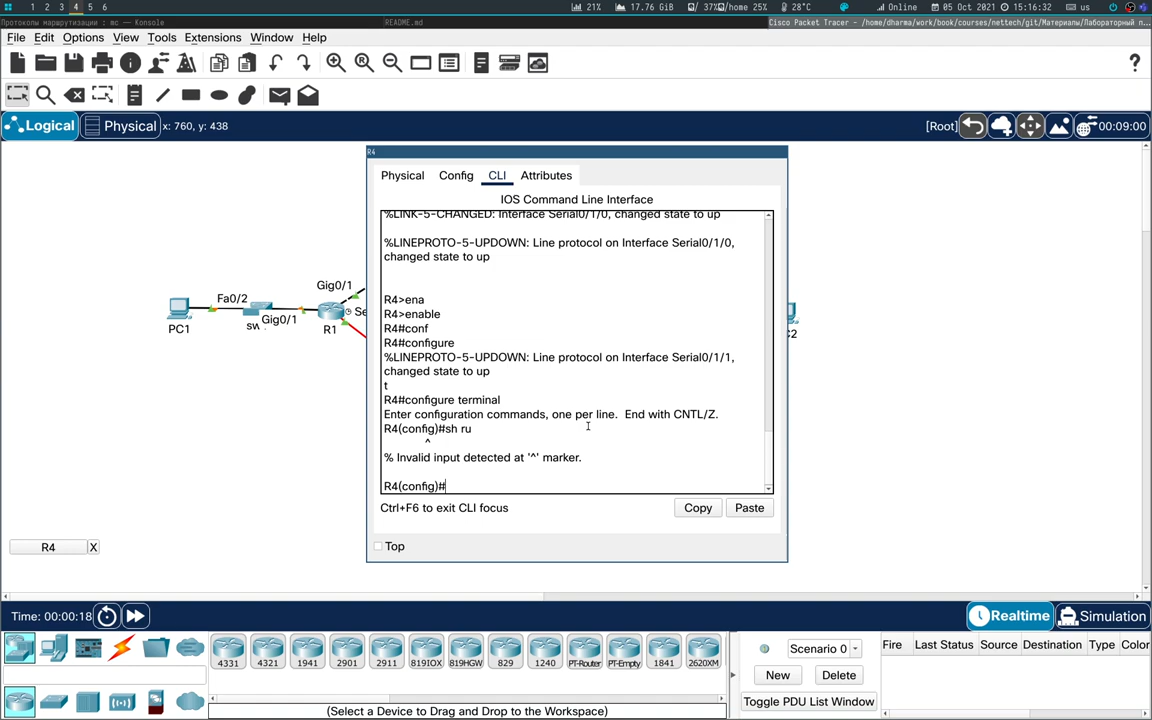 1 2 3 4 5 6
21% 17.76 GiB / 37% /home 25% 28°C Online 05 Oct 2021 15:16:32 us
Протоколы маршрутизации : mc — Konsole README.md Cisco Packet Tracer - /home/dharma/work/book/courses/nettech/git/Материалы/Лабораторный п...
File Edit Options View Tools Extensions Window Help
?
Logical Physical x: 760, y: 438 [Root] 00:09:00
R4
Physical Config CLI Attributes
IOS Command Line Interface
%LINK-5-CHANGED: Interface Serial0/1/0, changed state to up
%LINEPROTO-5-UPDOWN: Line protocol on Interface Serial0/1/0,
changed state to up
R4>ena
R4>enable
R4#conf
R4#configure
%LINEPROTO-5-UPDOWN: Line protocol on Interface Serial0/1/1,
changed state to up
t
R4#configure terminal
Enter configuration commands, one per line. End with CNTL/Z.
R4(config)#sh ru
^
% Invalid input detected at '^' marker.
R4(config)#
Ctrl+F6 to exit CLI focus Copy Paste
Top
Gig0/1
Fa0/2
Gig0/1
Se
PC1
sw
R1
2
R4 X
Time: 00:00:18 Realtime Simulation
4331 4321 1941 2901 2911 819IOX 819HGW 829 1240 PT-Router PT-Empty 1841 2620XM
(Select a Device to Drag and Drop to the Workspace)
Scenario 0
New Delete
Toggle PDU List Window
Fire Last Status Source Destination Type Color